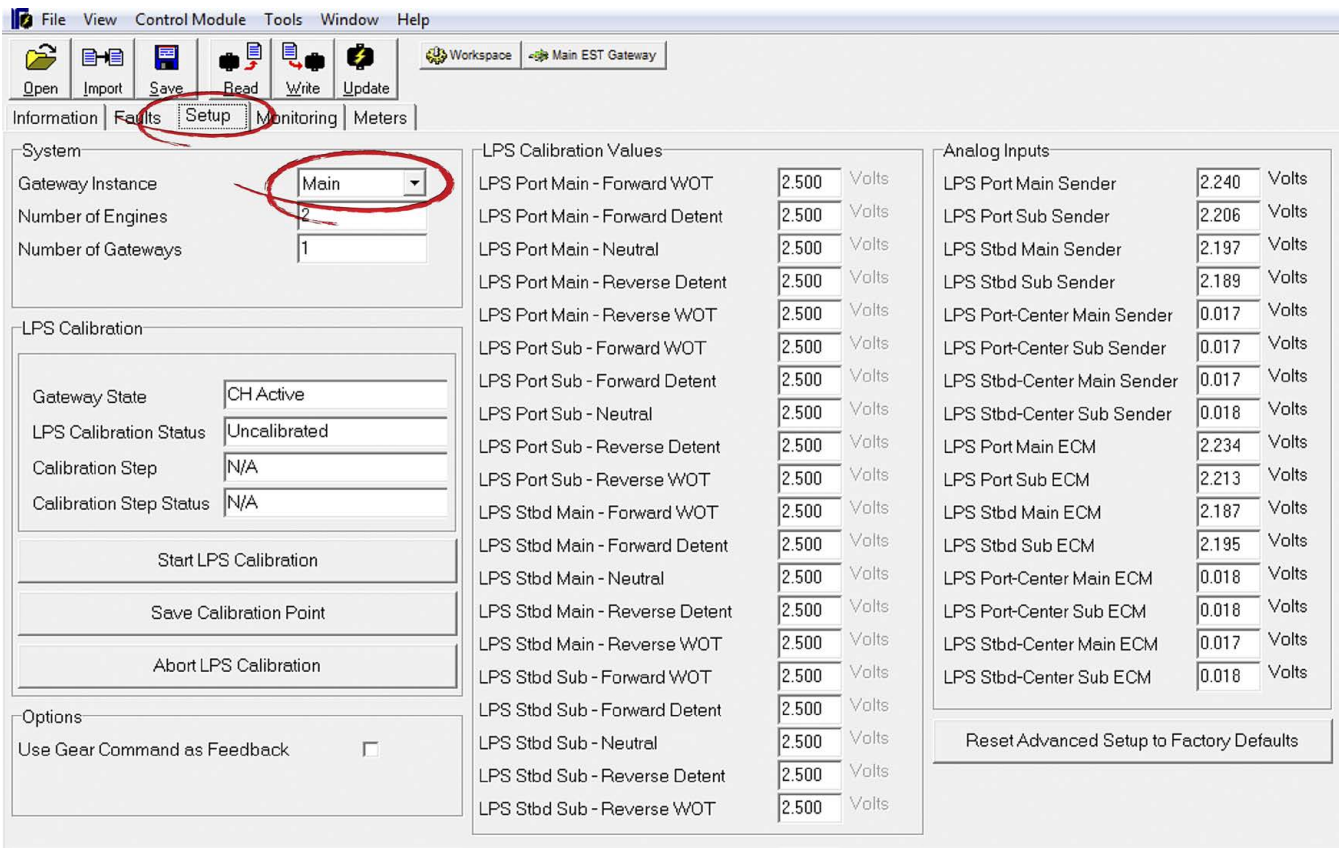 File View Control Module Tools Window Help
Open Import Save Read Write Update
Workspace Main EST Gateway
Information Faults Setup Monitoring Meters
System
Gateway Instance Main
Number of Engines 2
Number of Gateways 1
LPS Calibration
Gateway State CH Active
LPS Calibration Status Uncalibrated
Calibration Step N/A
Calibration Step Status N/A
Start LPS Calibration
Save Calibration Point
Abort LPS Calibration
Options
Use Gear Command as Feedback
LPS Calibration Values
LPS Port Main - Forward WOT 2.500 Volts
LPS Port Main - Forward Detent 2.500 Volts
LPS Port Main - Neutral 2.500 Volts
LPS Port Main - Reverse Detent 2.500 Volts
LPS Port Main - Reverse WOT 2.500 Volts
LPS Port Sub - Forward WOT 2.500 Volts
LPS Port Sub - Forward Detent 2.500 Volts
LPS Port Sub - Neutral 2.500 Volts
LPS Port Sub - Reverse Detent 2.500 Volts
LPS Port Sub - Reverse WOT 2.500 Volts
LPS Stbd Main - Forward WOT 2.500 Volts
LPS Stbd Main - Forward Detent 2.500 Volts
LPS Stbd Main - Neutral 2.500 Volts
LPS Stbd Main - Reverse Detent 2.500 Volts
LPS Stbd Main - Reverse WOT 2.500 Volts
LPS Stbd Sub - Forward WOT 2.500 Volts
LPS Stbd Sub - Forward Detent 2.500 Volts
LPS Stbd Sub - Neutral 2.500 Volts
LPS Stbd Sub - Reverse Detent 2.500 Volts
LPS Stbd Sub - Reverse WOT 2.500 Volts
Analog Inputs
LPS Port Main Sender 2.240 Volts
LPS Port Sub Sender 2.206 Volts
LPS Stbd Main Sender 2.197 Volts
LPS Stbd Sub Sender 2.189 Volts
LPS Port-Center Main Sender 0.017 Volts
LPS Port-Center Sub Sender 0.017 Volts
LPS Stbd-Center Main Sender 0.017 Volts
LPS Stbd-Center Sub Sender 0.018 Volts
LPS Port Main ECM 2.234 Volts
LPS Port Sub ECM 2.213 Volts
LPS Stbd Main ECM 2.187 Volts
LPS Stbd Sub ECM 2.195 Volts
LPS Port-Center Main ECM 0.018 Volts
LPS Port-Center Sub ECM 0.018 Volts
LPS Stbd-Center Main ECM 0.017 Volts
LPS Stbd-Center Sub ECM 0.018 Volts
Reset Advanced Setup to Factory Defaults